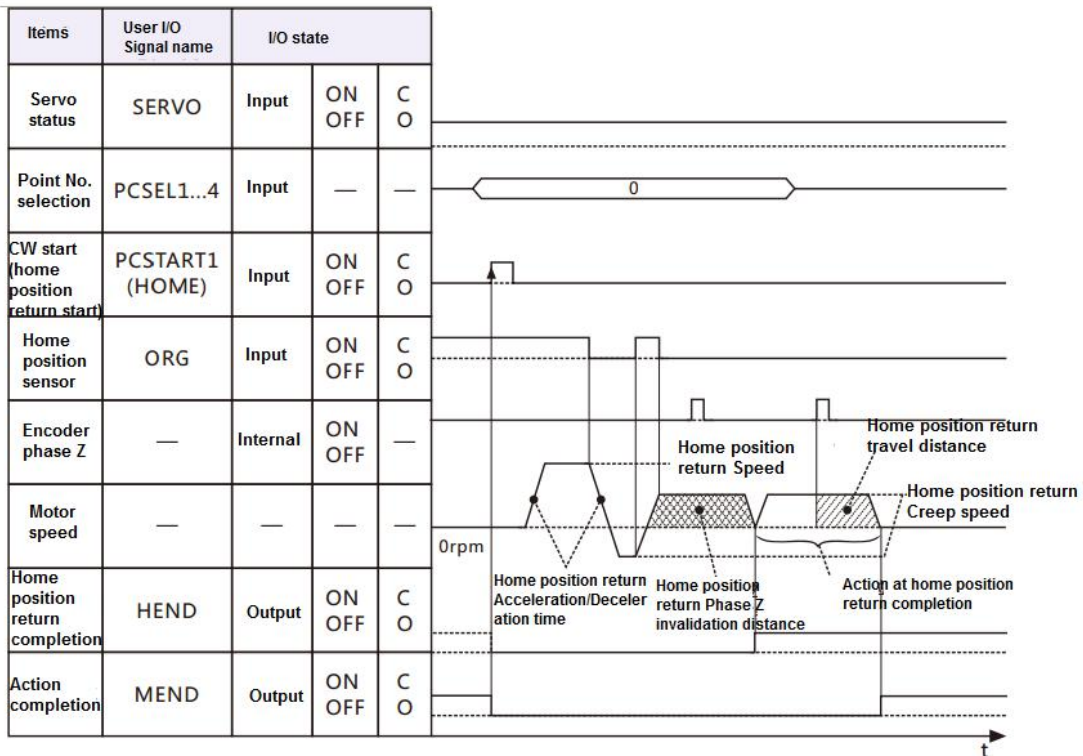 Items
User I/O
Signal name
I/O state
Servo
status
SERVO
Input
ON
OFF
C
O
Point No.
selection
PCSEL1...4
Input
—
—
0
CW start
(home
position
return start)
PCSTART1
(HOME)
Input
ON
OFF
C
O
Home
position
sensor
ORG
Input
ON
OFF
C
O
Encoder
phase Z
—
Internal
ON
OFF
—
Home position return
travel distance
Home position
return Speed
Motor
speed
—
—
—
—
0rpm
Home position return
Creep speed
Home position return
Acceleration/Deceler
ation time
Home position
return Phase Z
invalidation distance
Action at home position
return completion
Home
position
return
completion
HEND
Output
ON
OFF
C
O
Action
completion
MEND
Output
ON
OFF
C
O
t